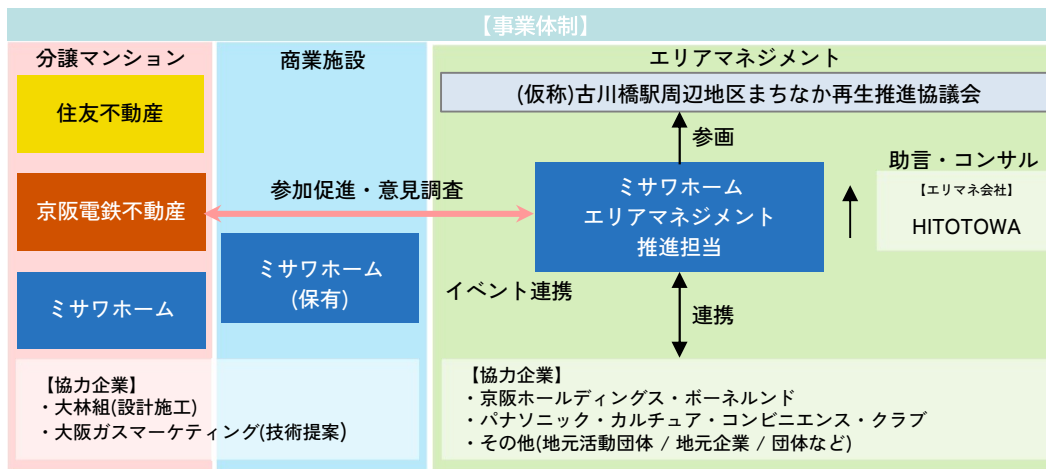 【事業体制】
分譲マンション
住友不動産
京阪電鉄不動産
ミサワホーム
商業施設
ミサワホーム
(保有)
【協力企業】
・大林組(設計施工)
・大阪ガスマーケティング(技術提案)
エリアマネジメント
(仮称)古川橋駅周辺地区まちなか再生推進協議会
参画
参加促進・意見調査
ミサワホーム
エリアマネジメント
推進担当
助言・コンサル
【エリマネ会社】
HITOTOWA
イベント連携
連携
【協力企業】
・京阪ホールディングス・ボーネルンド
・パナソニック・カルチュア・コンビニエンス・クラブ
・その他(地元活動団体 / 地元企業 / 団体など)